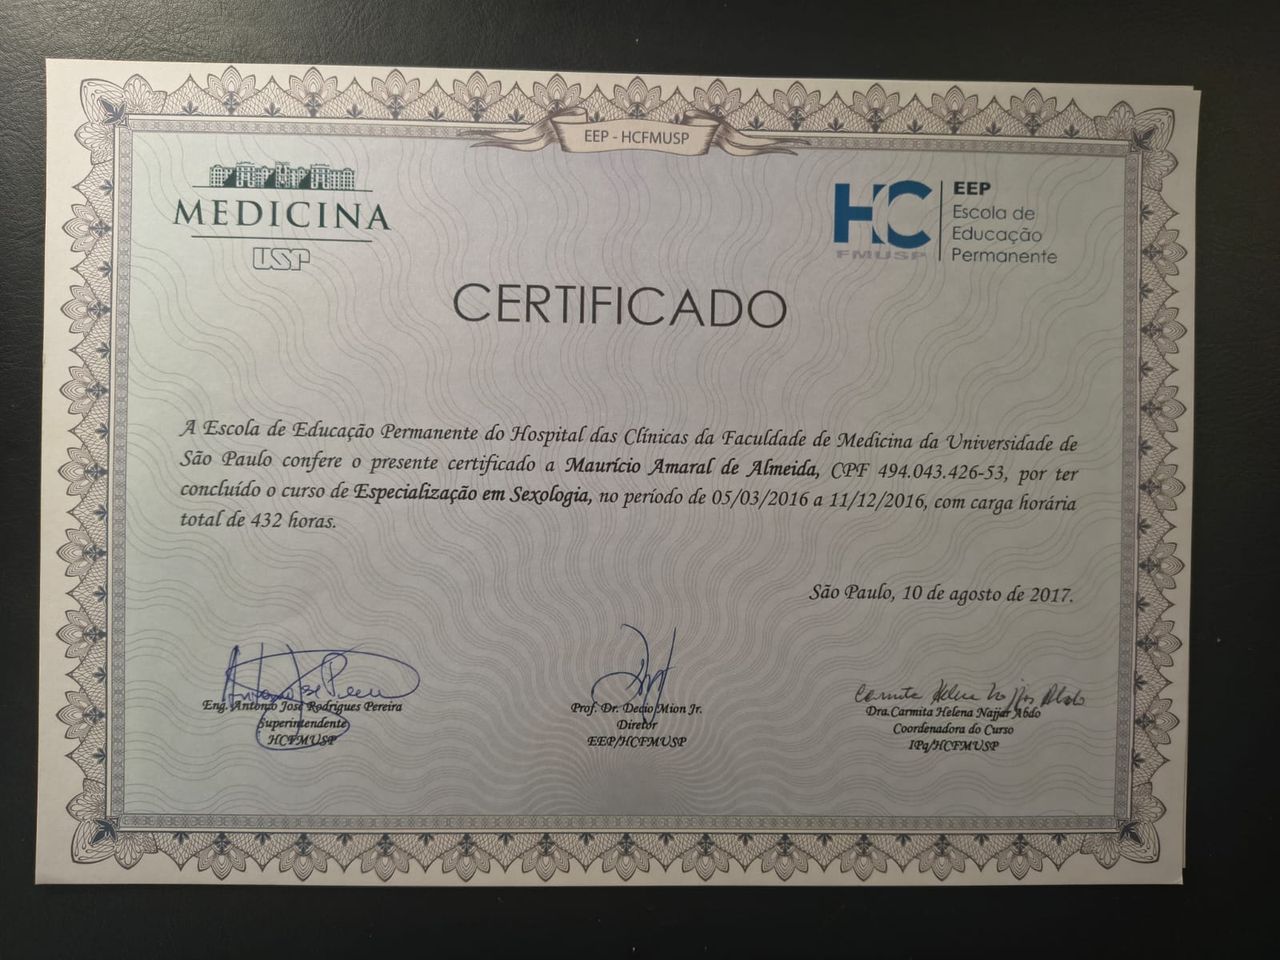 EEP - HCFMUSP
MEDICINA
USP
HC
FMUSP
EEP
Escola de
Educação
Permanente
CERTIFICADO
A Escola de Educação Permanente do Hospital das Clínicas da Faculdade de Medicina da Universidade de
São Paulo confere o presente certificado a Maurício Amaral de Almeida, CPF 494.043.426-53, por ter
concluído o curso de Especialização em Sexologia, no período de 05/03/2016 a 11/12/2016, com carga horária
total de 432 horas.
São Paulo, 10 de agosto de 2017.
Eng. Antonio José Rodrigues Pereira
Superintendente
HCFMUSP
Prof. Dr. Decio Mion Jr.
Diretor
EEP/HCFMUSP
Carmita Helena Najjar Abdo
Dra.Carmita Helena Najjar Abdo
Coordenadora do Curso
IPq/HCFMUSP